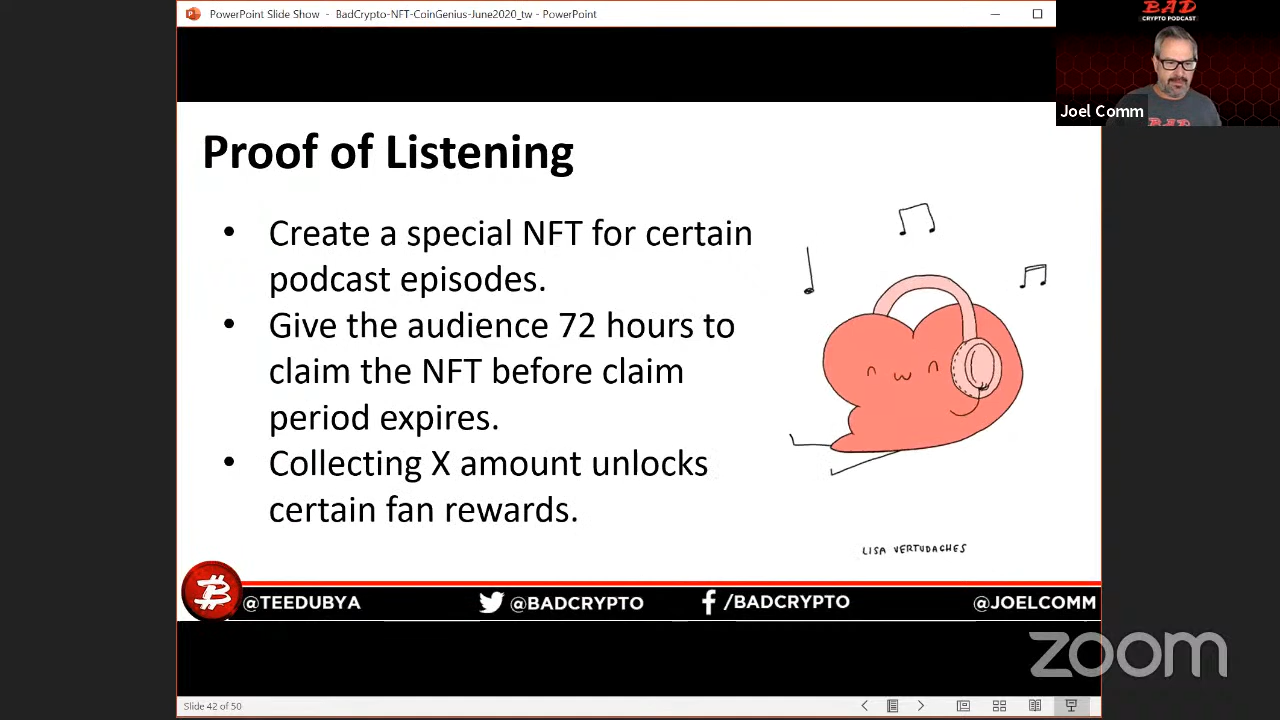 PowerPoint Slide Show - BadCrypto-NFT-CoinGenius-June2020_tw - PowerPoint
BAD
CRYPTO PODCAST
Joel Comm
BAD
Proof of Listening
• Create a special NFT for certain
podcast episodes.
• Give the audience 72 hours to
claim the NFT before claim
period expires.
• Collecting X amount unlocks
certain fan rewards.
LISA VERTUDACHES
@TEEDUBYA
@BADCRYPTO
/BADCRYPTO
@JOELCOMM
zoom
Slide 42 of 50